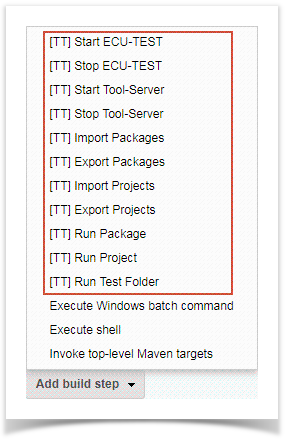 [TT] Start ECU-TEST
[TT] Stop ECU-TEST
[TT] Start Tool-Server
[TT] Stop Tool-Server
[TT] Import Packages
[TT] Export Packages
[TT] Import Projects
[TT] Export Projects
[TT] Run Package
[TT] Run Project
[TT] Run Test Folder
Execute Windows batch command
Execute shell
Invoke top-level Maven targets
Add build step